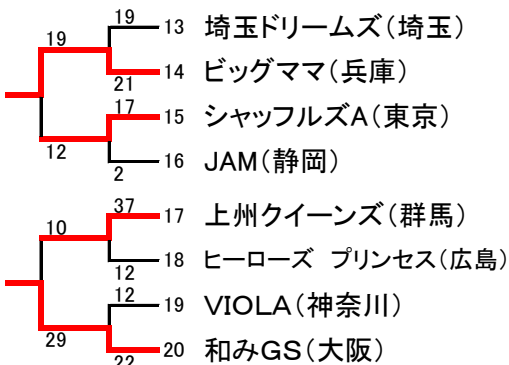 19 13 埼玉ドリームズ(埼玉)
19
21 14 ビッグママ(兵庫)
17 15 シャッフルズA(東京)
12
2 16 JAM(静岡)
37 17 上州クイーンズ(群馬)
10
12 18 ヒーローズ プリンセス(広島)
12 19 VIOLA(神奈川)
29
22 20 和みGS(大阪)